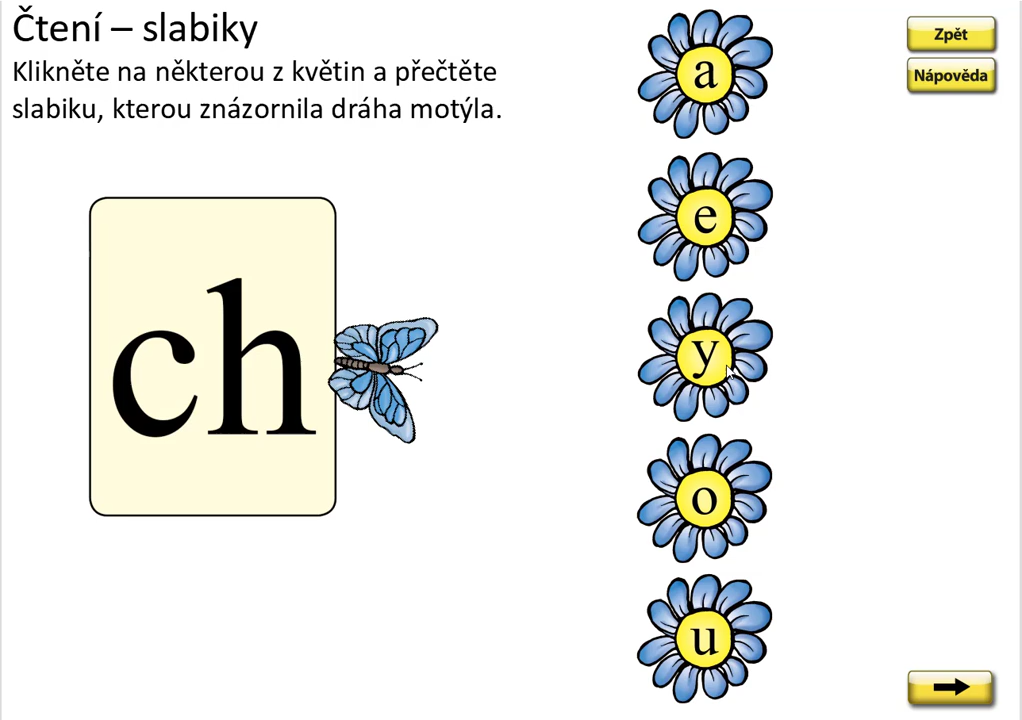 Čtení – slabiky
Klikněte na některou z květin a přečtěte
slabiku, kterou znázornila dráha motýla.
ch
a
e
y
o
u
Zpět
Nápověda